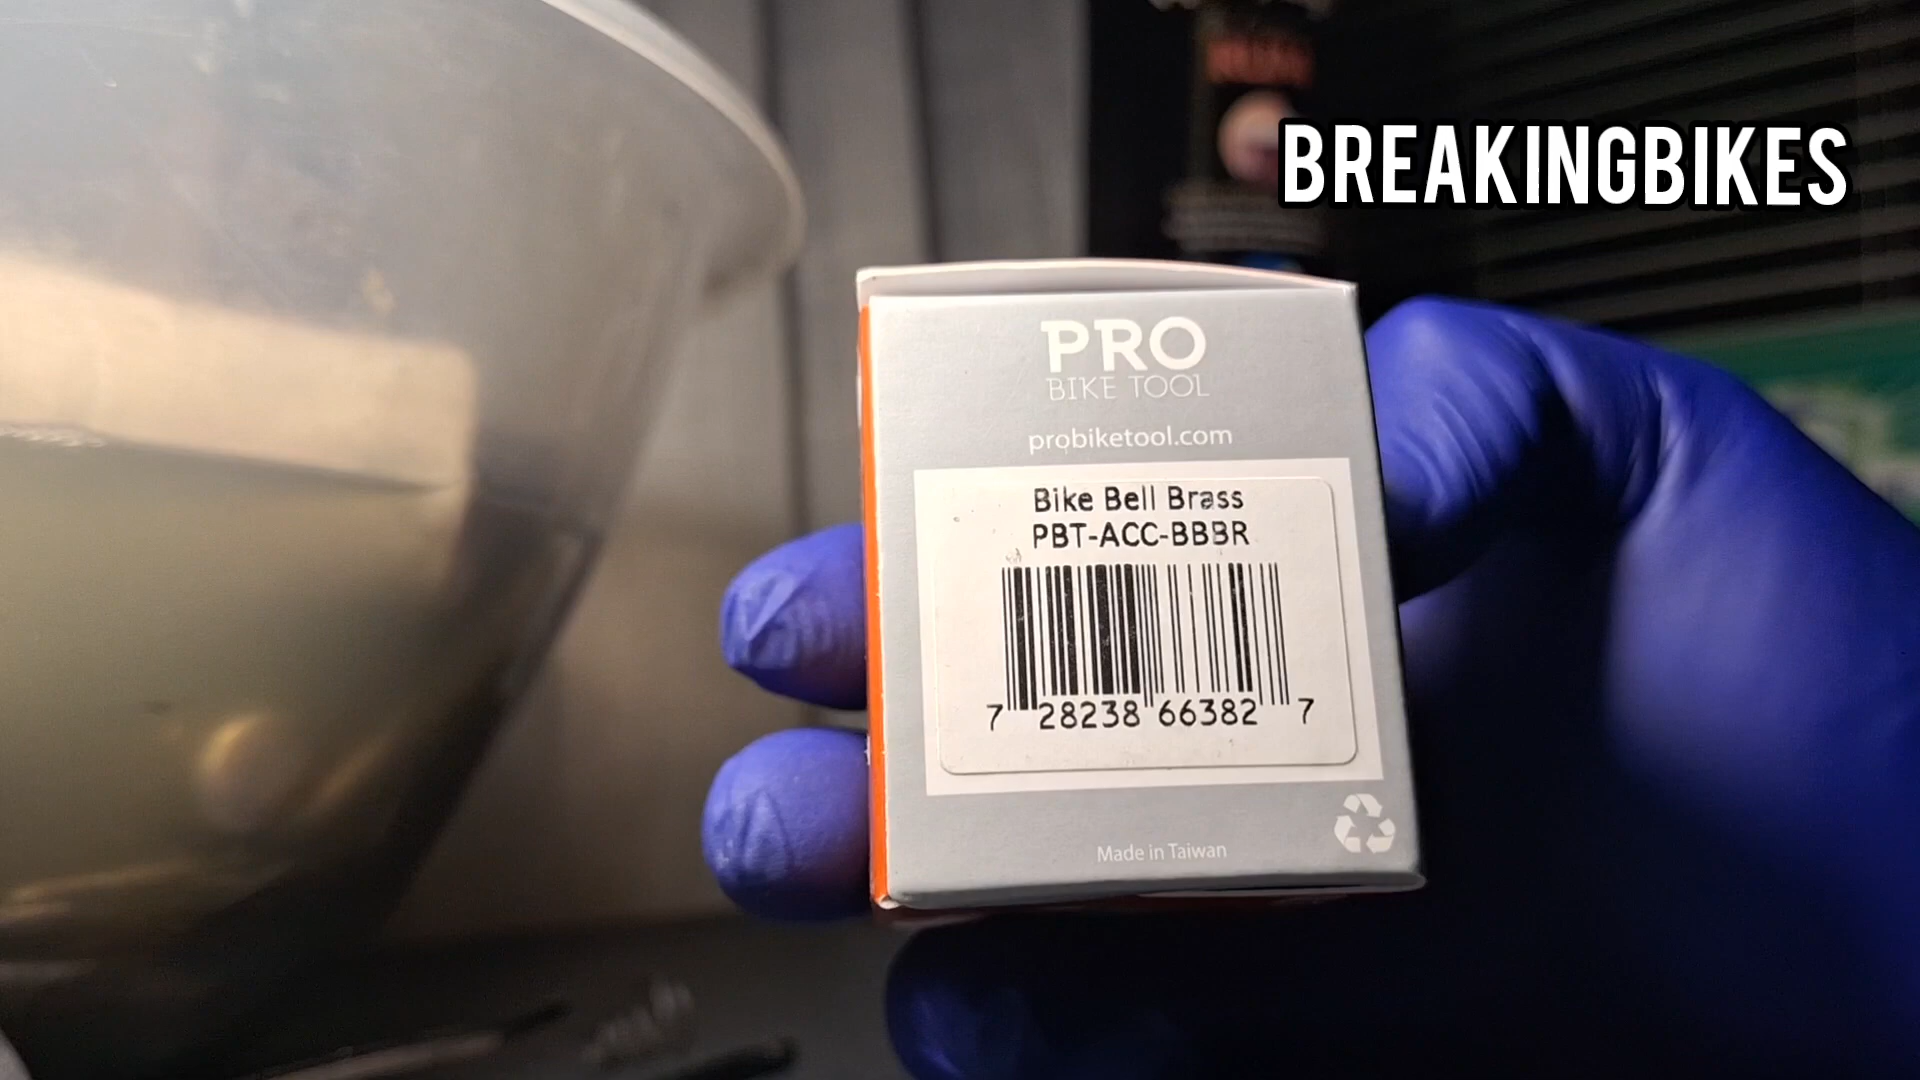 BREAKINGBIKES
PRO
BIKE TOOL
probiketool.com
Bike Bell Brass
PBT-ACC-BBBR
7 28238 66382 7
Made in Taiwan